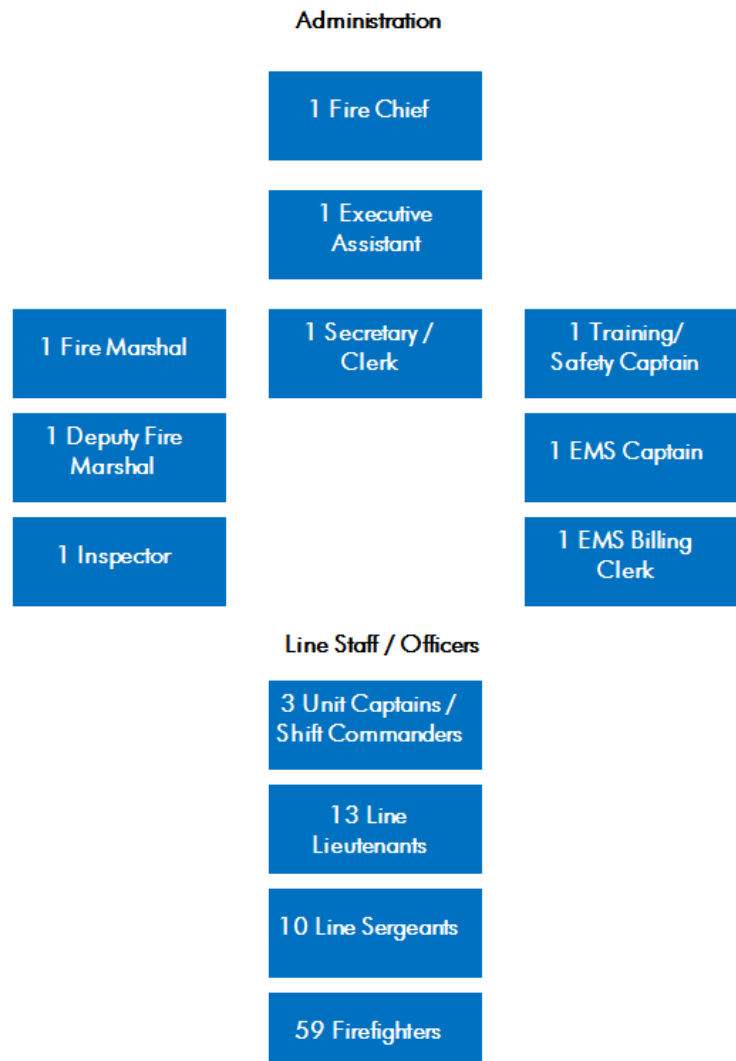 Administration
1 Fire Chief
1 Executive
Assistant
1 Fire Marshal
1 Secretary /
Clerk
1 Training/
Safety Captain
1 Deputy Fire
Marshal
1 EMS Captain
1 Inspector
1 EMS Billing
Clerk
Line Staff / Officers
3 Unit Captains /
Shift Commanders
13 Line
Lieutenants
10 Line Sergeants
59 Firefighters